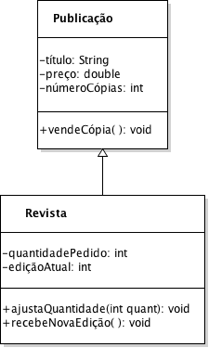 Publicação
-título: String
-preço: double
-númeroCópias: int
+vendeCópia( ): void
Revista
-quantidadePedido: int
-ediçãoAtual: int
+ajustaQuantidade(int quant): void
+recebeNovaEdição( ): void